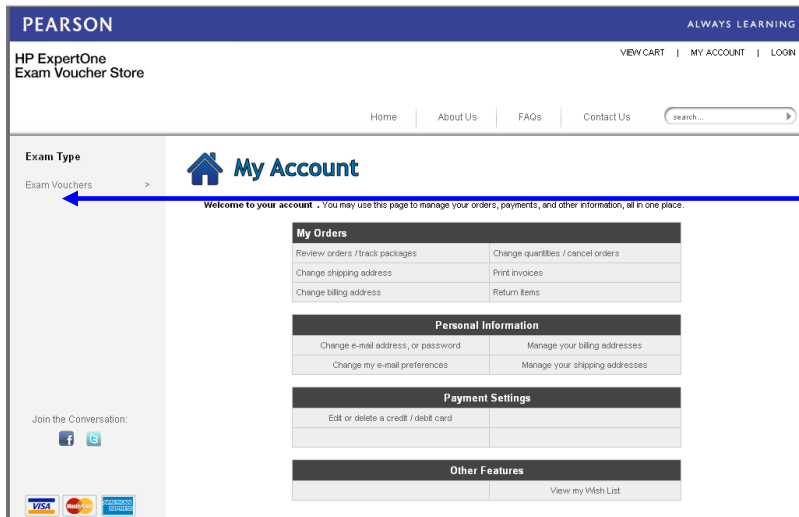 PEARSON
ALWAYS LEARNING
HP ExpertOne
Exam Voucher Store
VIEW CART | MY ACCOUNT | LOGIN
Home About Us FAQs Contact Us search...
Exam Type
Exam Vouchers >
My Account
Welcome to your account . You may use this page to manage your orders, payments, and other information, all in one place.
My Orders
Review orders / track packages Change quantities / cancel orders
Change shipping address Print invoices
Change billing address Return items
Personal Information
Change e-mail address, or password Manage your billing addresses
Change my e-mail preferences Manage your shipping addresses
Payment Settings
Edit or delete a credit / debit card
Other Features
View my Wish List
Join the Conversation:
f t
VISA MasterCard AMERICAN EXPRESS